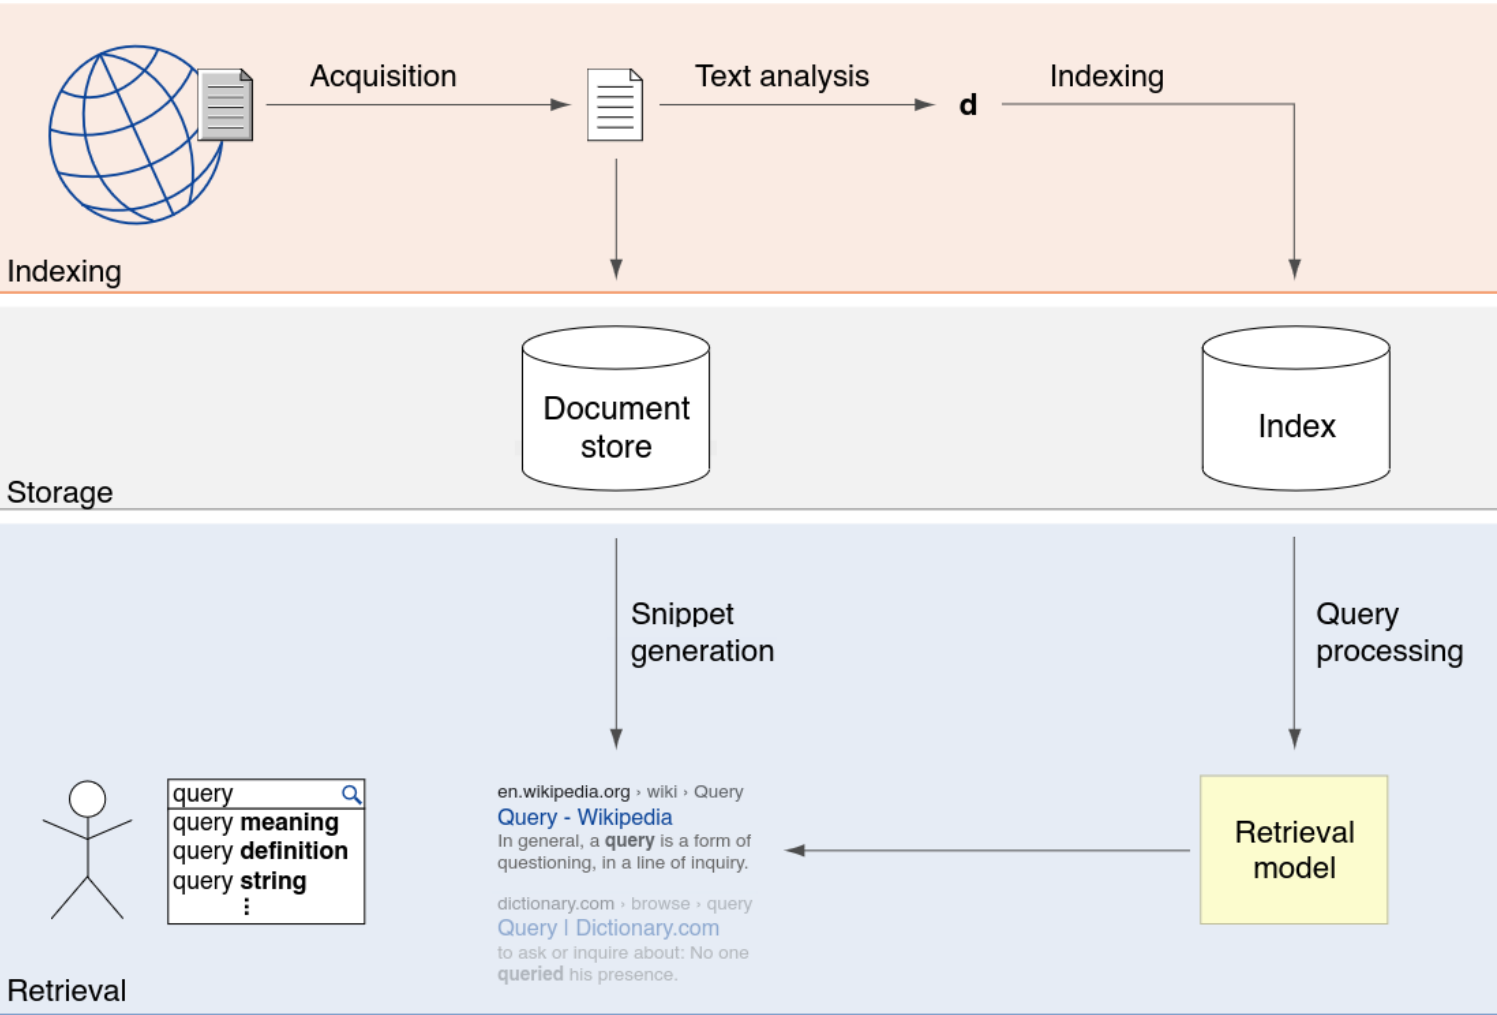 Acquisition
Text analysis
d
Indexing
Indexing
Document
store
Index
Storage
Snippet
generation
Query
processing
query
query meaning
query definition
query string
⋮
en.wikipedia.org › wiki › Query
Query - Wikipedia
In general, a query is a form of
questioning, in a line of inquiry.
dictionary.com › browse › query
Query | Dictionary.com
to ask or inquire about: No one
queried his presence.
Retrieval
model
Retrieval